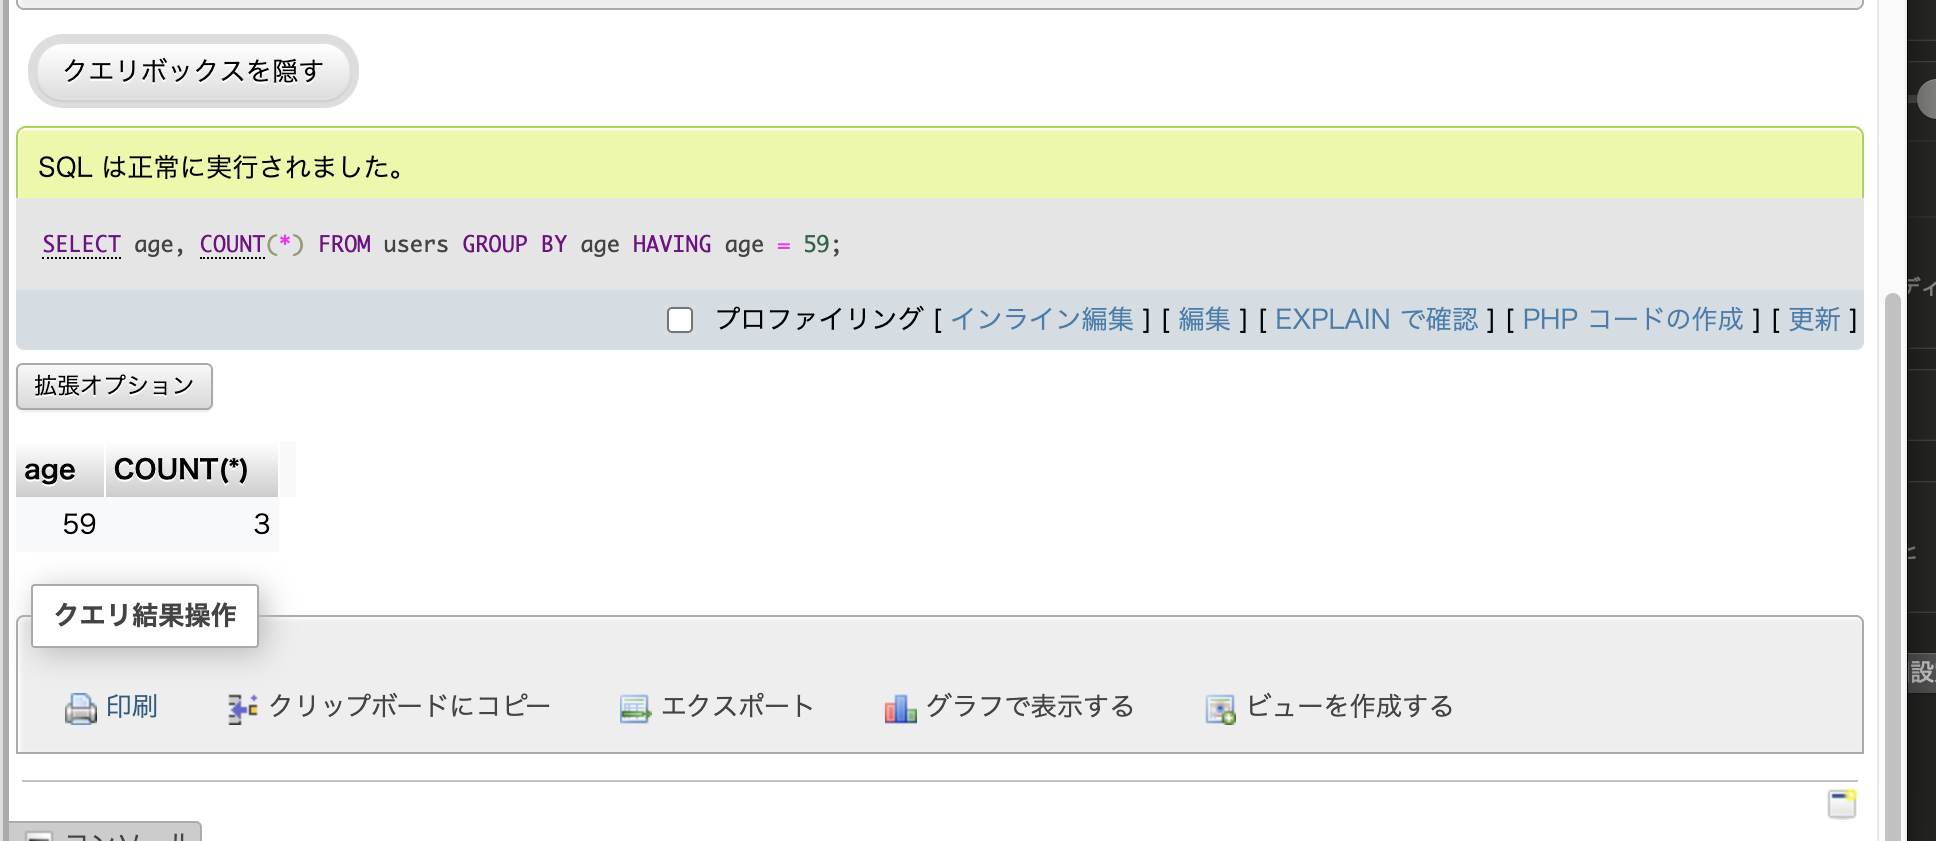 クエリボックスを隠す
SQL は正常に実行されました。
SELECT age, COUNT(*) FROM users GROUP BY age HAVING age = 59;
プロファイリング [ インライン編集 ] [ 編集 ] [ EXPLAIN で確認 ] [ PHP コードの作成 ] [ 更新 ]
拡張オプション
age COUNT(*)
59 3
クエリ結果操作
印刷 クリップボードにコピー エクスポート グラフで表示する ビューを作成する
コンソール